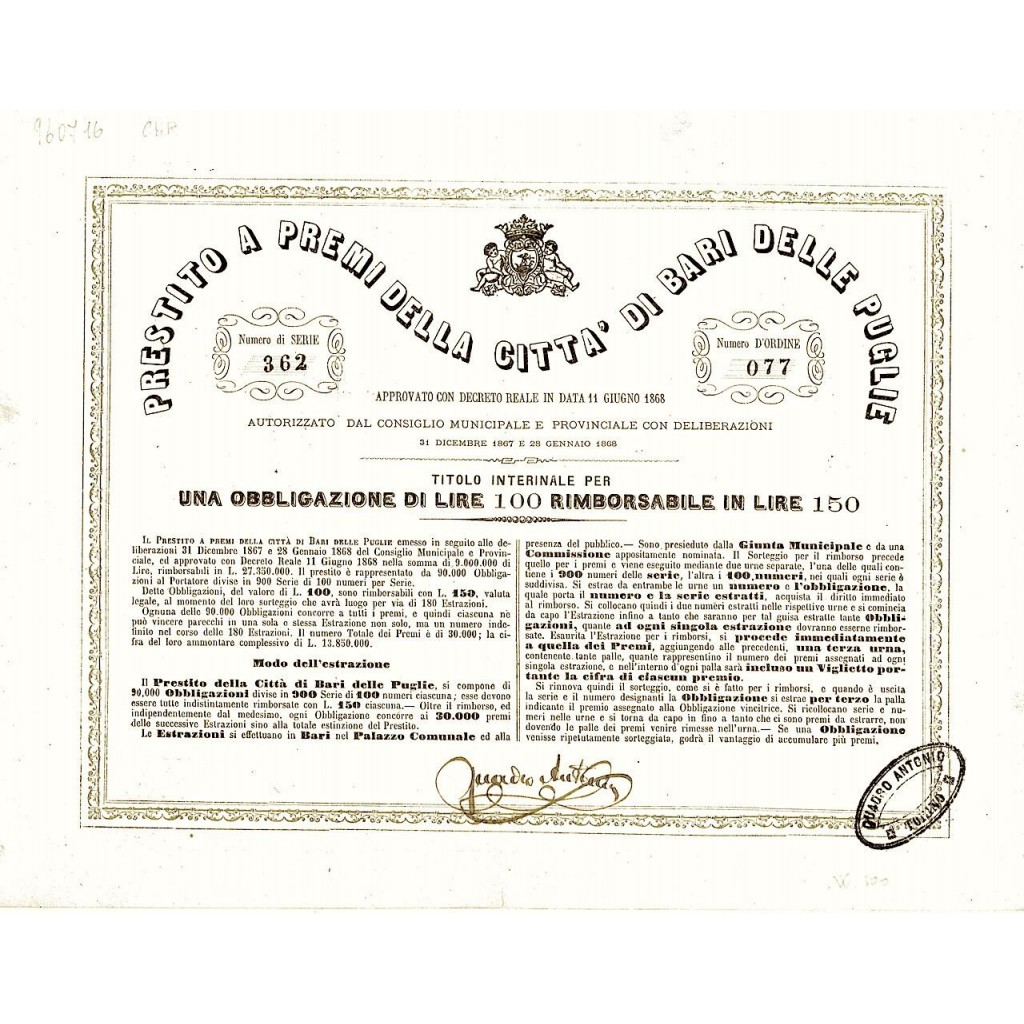 960716 CHA
PRESTITO A PREMI DELLA CITTA' DI BARI DELLE PUGLIE
Numero di SERIE
362
Numero D'ORDINE
077
APPROVATO CON DECRETO REALE IN DATA 11 GIUGNO 1868
AUTORIZZATO DAL CONSIGLIO MUNICIPALE E PROVINCIALE CON DELIBERAZIONI
31 DICEMBRE 1867 E 28 GENNAIO 1868
TITOLO INTERINALE PER
UNA OBBLIGAZIONE DI LIRE 100 RIMBORSABILE IN LIRE 150
IL PRESTITO A PREMI DELLA CITTÀ DI BARI DELLE PUGLIE emesso in seguito alle de-
liberazioni 31 Dicembre 1867 e 28 Gennaio 1868 del Consiglio Municipale e Provin-
ciale, ed approvato con Decreto Reale 11 Giugno 1868 nella somma di 9.000.000 di
Lire, rimborsabili in L. 27.350.000. Il prestito è rappresentato da 90.000 Obbliga-
zioni al Portatore divise in 900 Serie di 100 numeri per Serie.
Dette Obbligazioni, del valore di L. 100, sono rimborsabili con L. 150, valuta
legale, al momento del loro sorteggio che avrà luogo per via di 180 Estrazioni.
Ognuna delle 90.000 Obbligazioni concorre a tutti i premi, e quindi ciascuna ne
può vincere parecchi in una sola e stessa Estrazione non solo, ma un numero inde-
finito nel corso delle 180 Estrazioni. Il numero Totale dei Premi è di 30.000; la ci-
fra del loro ammontare complessivo di L. 13.850.000.
Modo dell'estrazione
Il Prestito della Città di Bari delle Puglie, si compone di
90,000 Obbligazioni divise in 900 Serie di 100 numeri ciascuna; esse devono
essere tutte indistintamente rimborsate con L. 150 ciascuna.— Oltre il rimborso, ed
indipendentemente dal medesimo, ogni Obbligazione concorre ai 30.000 premi
delle successive Estrazioni sino alla totale estinzione del Prestito.
Le Estrazioni si effettuano in Bari nel Palazzo Comunale ed alla
presenza del pubblico.— Sono presieduto dalla Giunta Municipale e da una
Commissione appositamente nominata. Il Sorteggio per il rimborso precede
quello per i premi e viene eseguito mediante due urne separate, l'una delle quali con-
tiene i 900 numeri delle serie, l'altra i 100 numeri, nei quali ogni serie è
suddivisa. Si estrae da entrambe le urne un numero e l'obbligazione, la
quale porta il numero e la serie estratti, acquista il diritto immediato
al rimborso. Si collocano quindi i due numeri estratti nelle rispettive urne e si comincia
da capo l'Estrazione infino a tanto che saranno per tal guisa estratte tante Obbli-
gazioni, quante ad ogni singola estrazione dovranno esserne rimbor-
sate. Esaurita l'Estrazione per i rimborsi, si procede immediatamente
a quella dei Premi, aggiungendo alle precedenti, una terza urna,
contenente tante palle, quante rappresentino il numero dei premi assegnati ad ogni
singola estrazione, e nell'interno d'ogni palla sarà incluso un Viglietto por-
tante la cifra di ciascun premio.
Si rinnova quindi il sorteggio, come si è fatto per i rimborsi, e quando è uscita
la serie e il numero designanti la Obbligazione si estrae per terzo la palla
indicante il premio assegnato alla Obbligazione vincitrice. Si ricollocano serie e nu-
meri nelle urne e si torna da capo in fino a tanto che ci sono premi da estrarre, non
dovendo le palle dei premi venire rimesse nell'urna.— Se una Obbligazione
venisse ripetutamente sorteggiata, godrà il vantaggio di accumulare più premi,
Quadro Antonio
QUADRO ANTONIO
TORINO